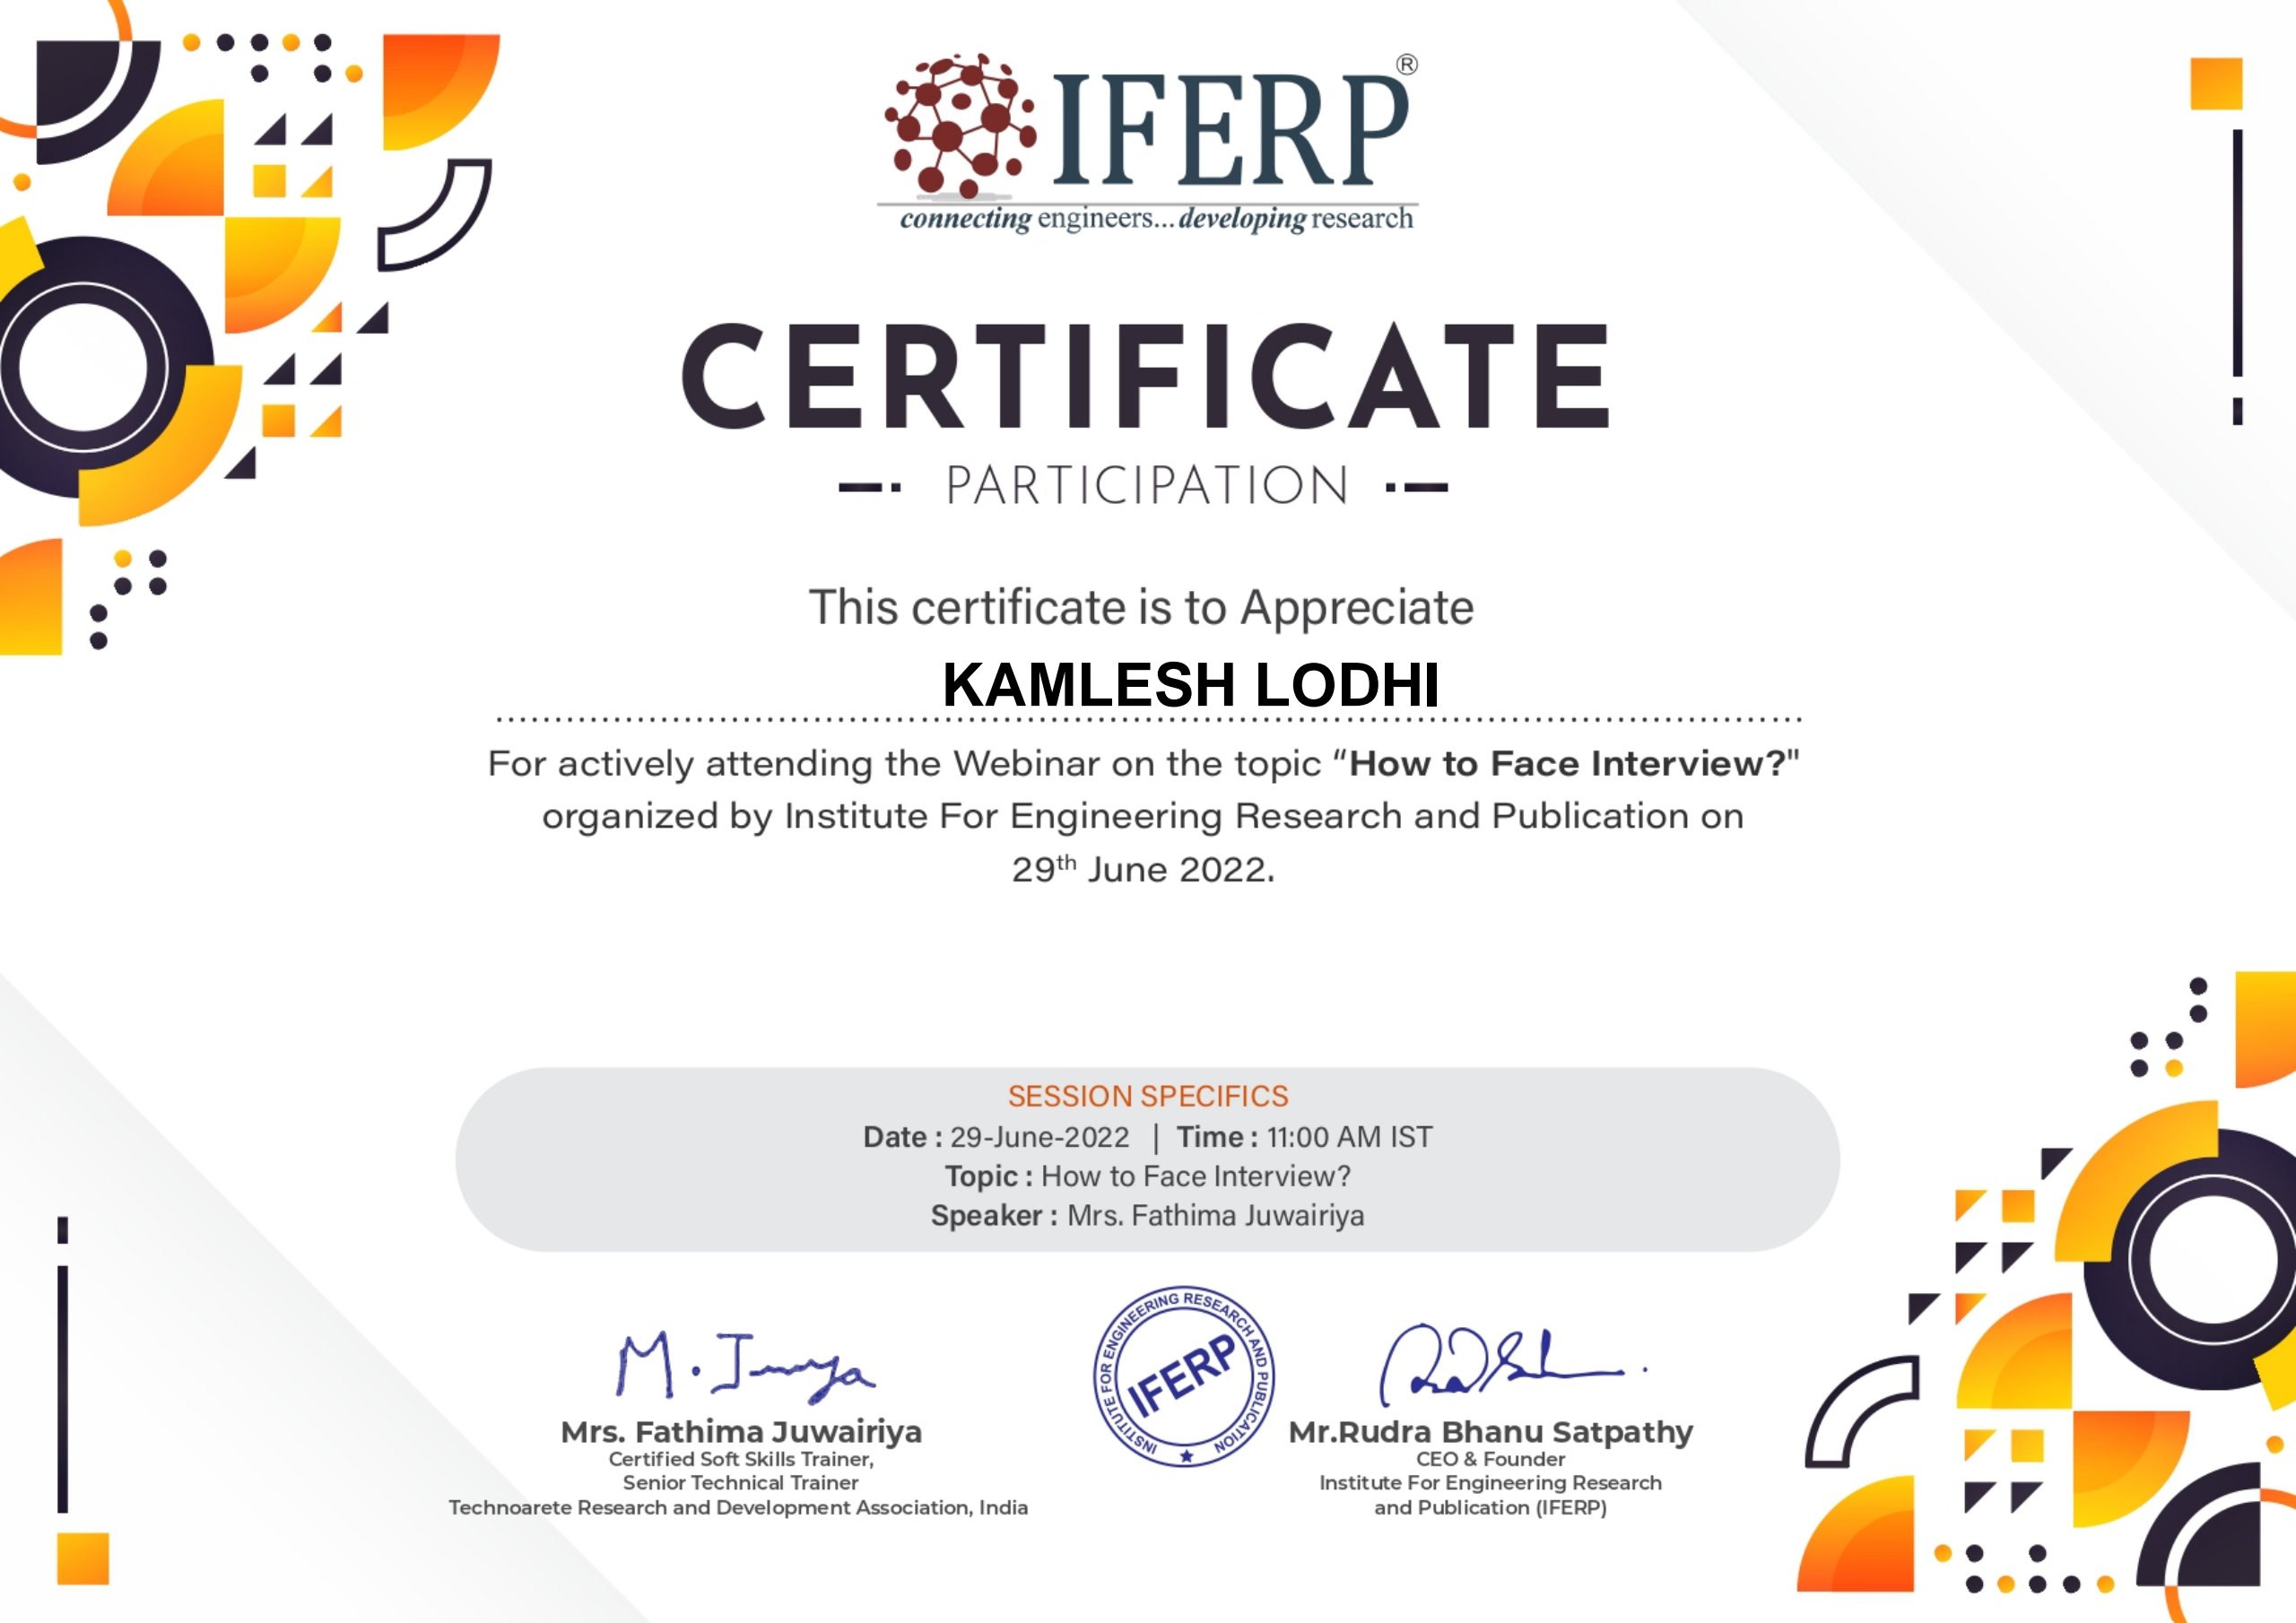 IFERP®
connecting engineers...developing research
CERTIFICATE
PARTICIPATION
This certificate is to Appreciate
KAMLESH LODHI
For actively attending the Webinar on the topic “How to Face Interview?"
organized by Institute For Engineering Research and Publication on
29th June 2022.
SESSION SPECIFICS
Date : 29-June-2022 | Time : 11:00 AM IST
Topic : How to Face Interview?
Speaker : Mrs. Fathima Juwairiya
M. Juwya
INSTITUTE FOR ENGINEERING RESEARCH AND PUBLICATION
IFERP
Mrs. Fathima Juwairiya
Certified Soft Skills Trainer,
Senior Technical Trainer
Technoarete Research and Development Association, India
Mr.Rudra Bhanu Satpathy
CEO & Founder
Institute For Engineering Research
and Publication (IFERP)